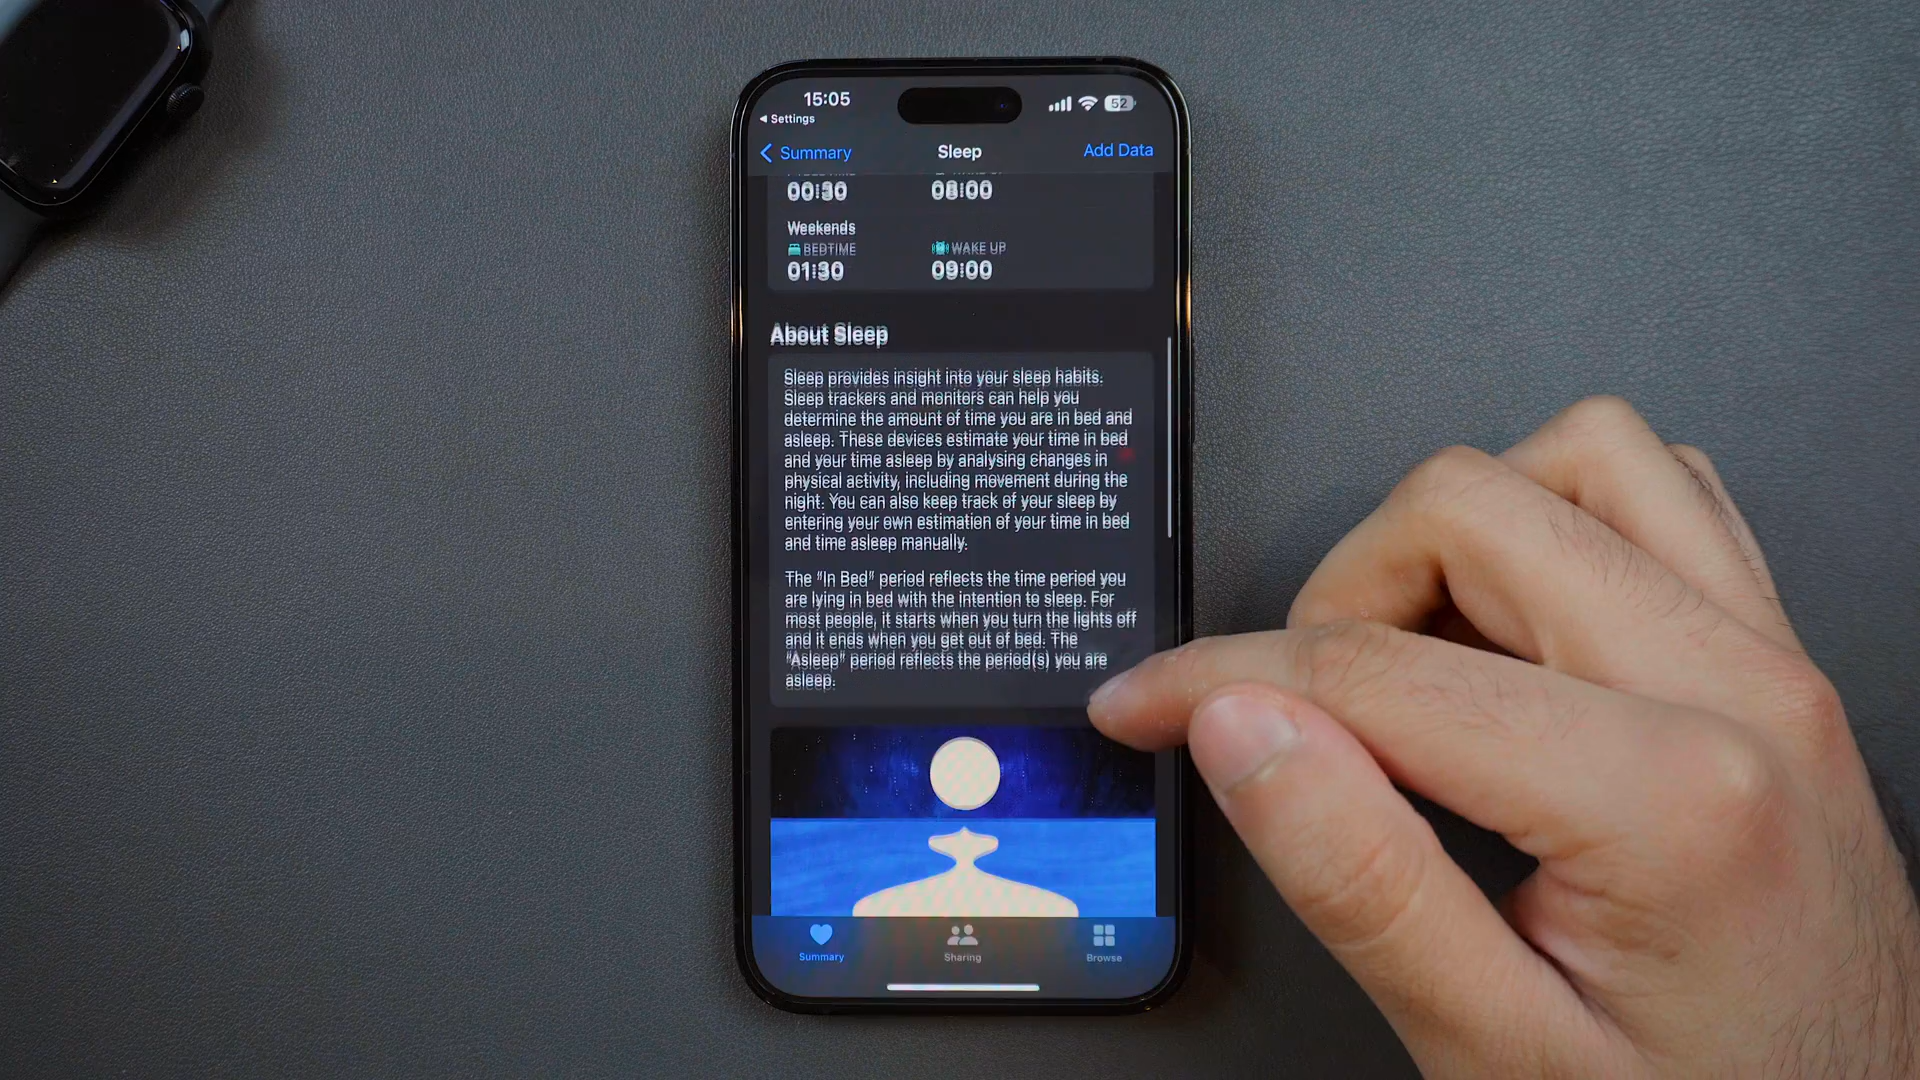 15:05
52
Settings
Summary
Sleep
Add Data
00:30
08:00
Weekends
BEDTIME
WAKE UP
01:30
09:00
About Sleep
Sleep provides insight into your sleep habits.
Sleep trackers and monitors can help you
determine the amount of time you are in bed and
asleep. These devices estimate your time in bed
and your time asleep by analysing changes in
physical activity, including movement during the
night. You can also keep track of your sleep by
entering your own estimation of your time in bed
and time asleep manually.
The “In Bed” period reflects the time period you
are lying in bed with the intention to sleep. For
most people, it starts when you turn the lights off
and it ends when you get out of bed. The
“Asleep” period reflects the period(s) you are
asleep.
Summary
Sharing
Browse